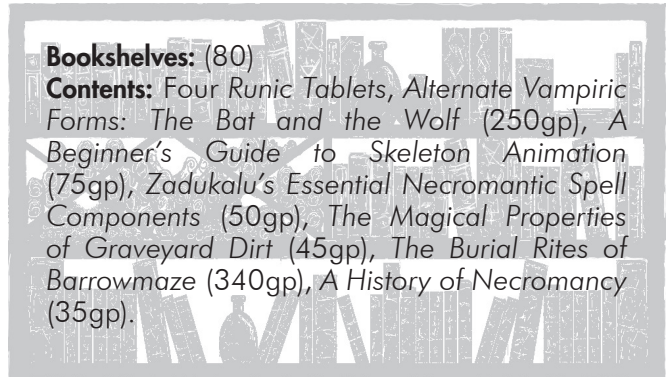 Bookshelves: (80)
Contents: Four Runic Tablets, Alternate Vampiric
Forms: The Bat and the Wolf (250gp), A
Beginner's Guide to Skeleton Animation
(75gp), Zadukalu's Essential Necromantic Spell
Components (50gp), The Magical Properties
of Graveyard Dirt (45gp), The Burial Rites of
Barrowmaze (340gp), A History of Necromancy
(35gp).